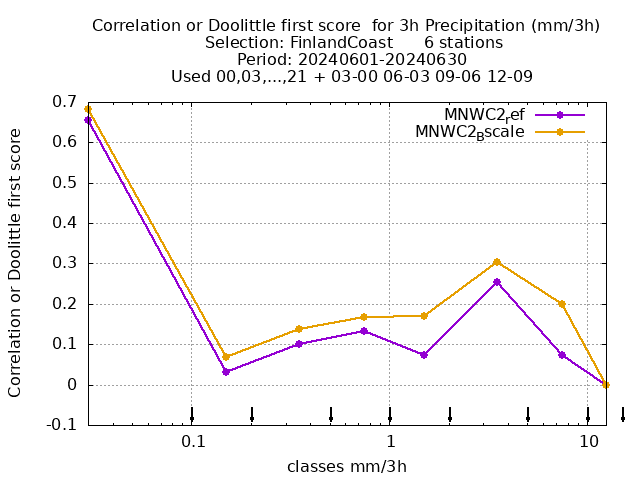 Correlation or Doolittle first score  for 3h Precipitation (mm/3h)
Selection: FinlandCoast      6 stations
Period: 20240601-20240630
Used 00,03,...,21 + 03-00 06-03 09-06 12-09
Correlation or Doolittle first score
0.7
0.6
0.5
0.4
0.3
0.2
0.1
0
-0.1
MNWC2ref
MNWC2Bscale
0.1
1
10
classes mm/3h